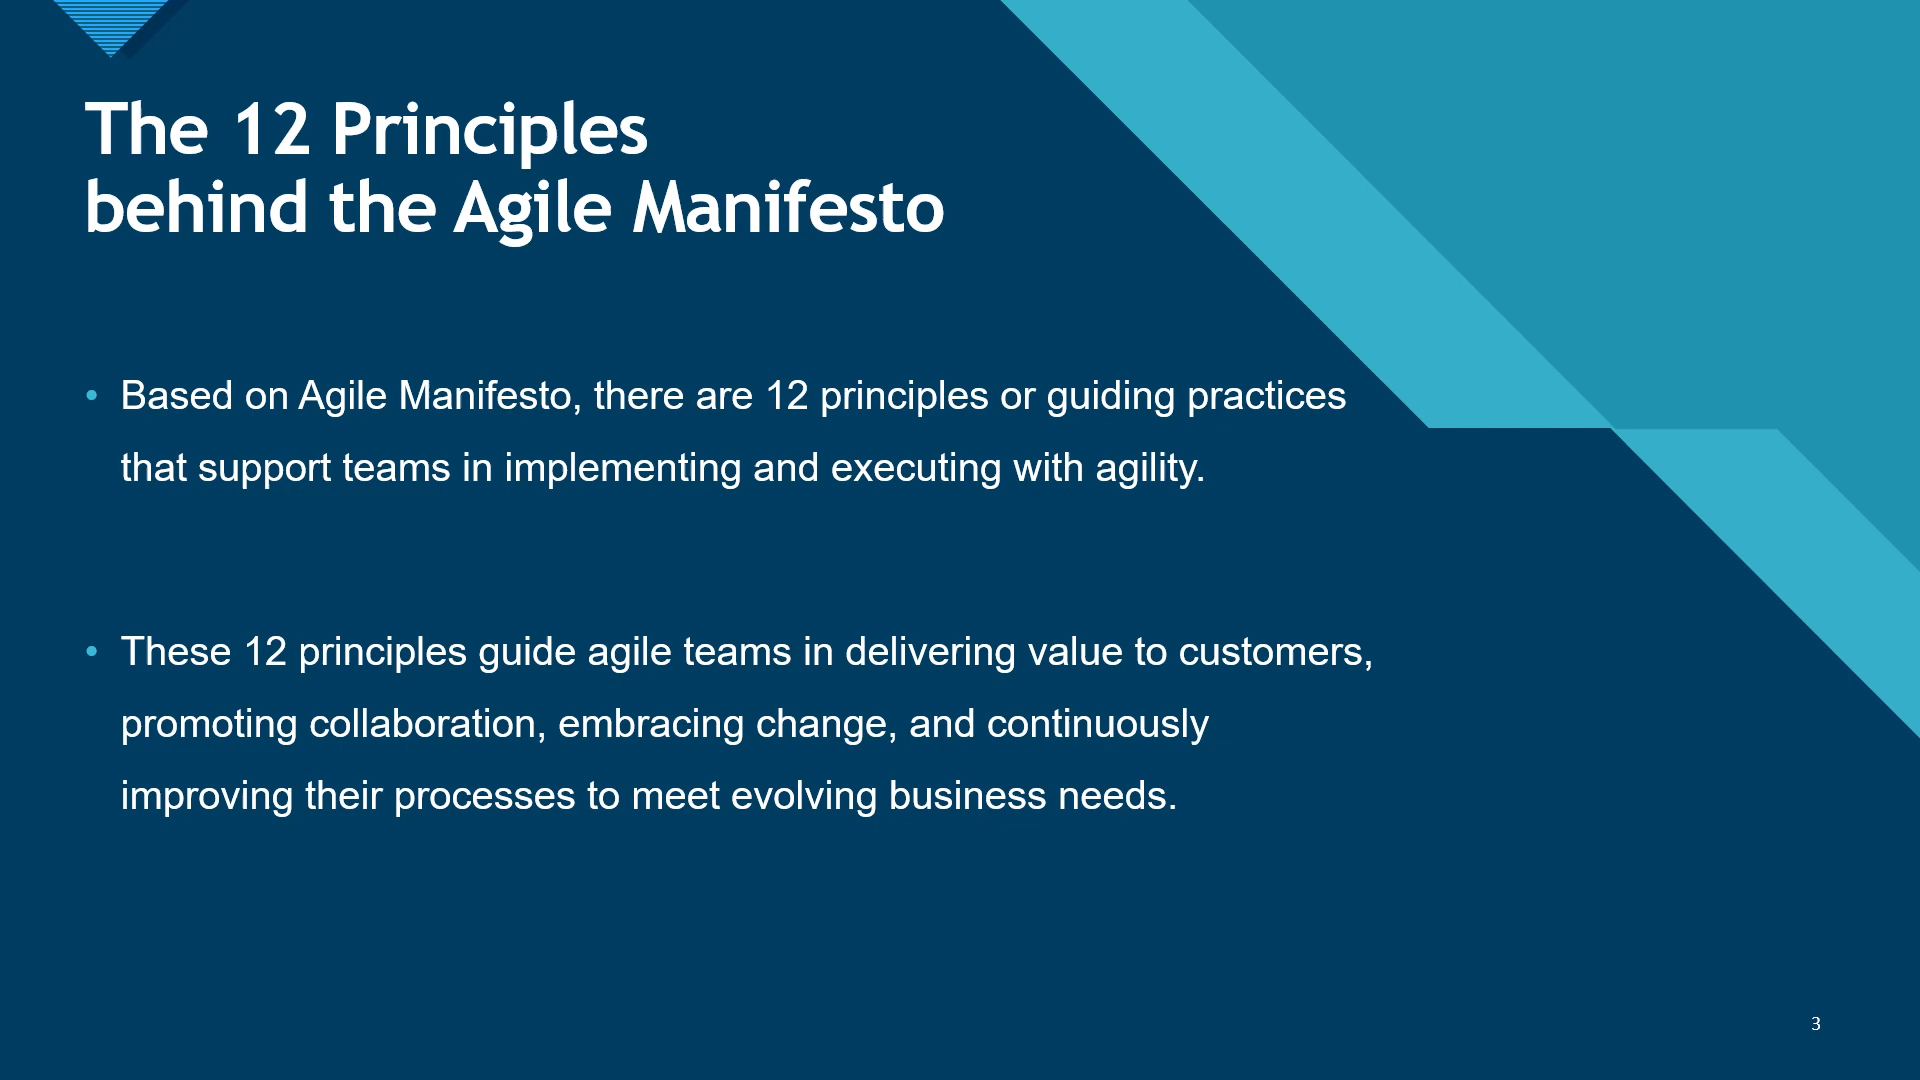 The 12 Principles
behind the Agile Manifesto
• Based on Agile Manifesto, there are 12 principles or guiding practices
that support teams in implementing and executing with agility.
• These 12 principles guide agile teams in delivering value to customers,
promoting collaboration, embracing change, and continuously
improving their processes to meet evolving business needs.
3